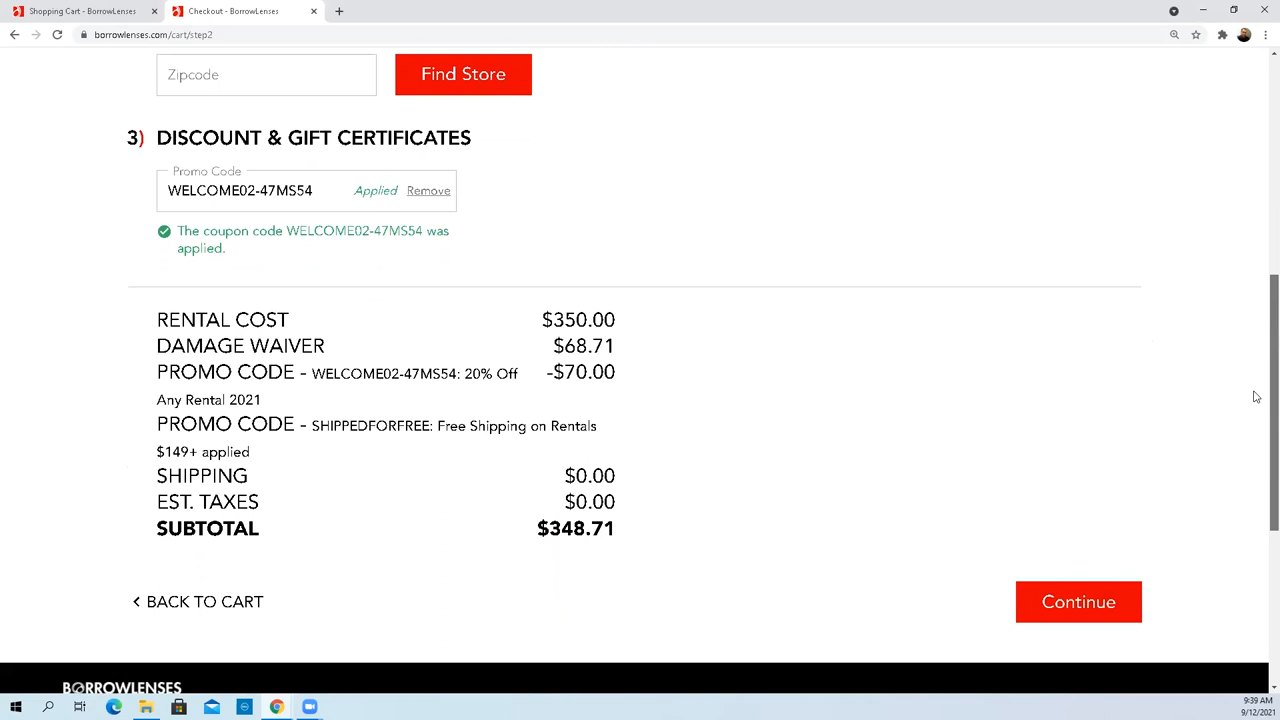 Shopping Cart - BorrowLenses
Checkout - BorrowLenses
borrowlenses.com/cart/step2
Zipcode
Find Store
3) DISCOUNT & GIFT CERTIFICATES
Promo Code
WELCOME02-47MS54 Applied Remove
The coupon code WELCOME02-47MS54 was
applied.
RENTAL COST $350.00
DAMAGE WAIVER $68.71
PROMO CODE - WELCOME02-47MS54: 20% Off -$70.00
Any Rental 2021
PROMO CODE - SHIPPEDFORFREE: Free Shipping on Rentals
$149+ applied
SHIPPING $0.00
EST. TAXES $0.00
SUBTOTAL $348.71
< BACK TO CART
Continue
BORROWLENSES
9:39 AM
9/12/2021